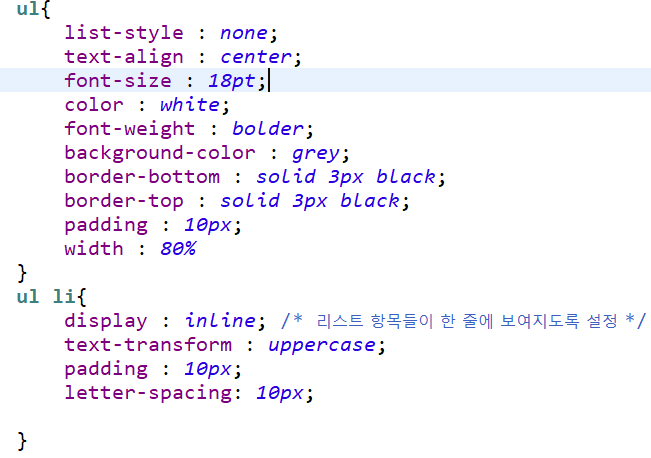 ul{
list-style : none;
text-align : center;
font-size : 18pt;
color : white;
font-weight : bolder;
background-color : grey;
border-bottom : solid 3px black;
border-top : solid 3px black;
padding : 10px;
width : 80%
}
ul li{
display : inline; /* 리스트 항목들이 한 줄에 보여지도록 설정 */
text-transform : uppercase;
padding : 10px;
letter-spacing: 10px;
}